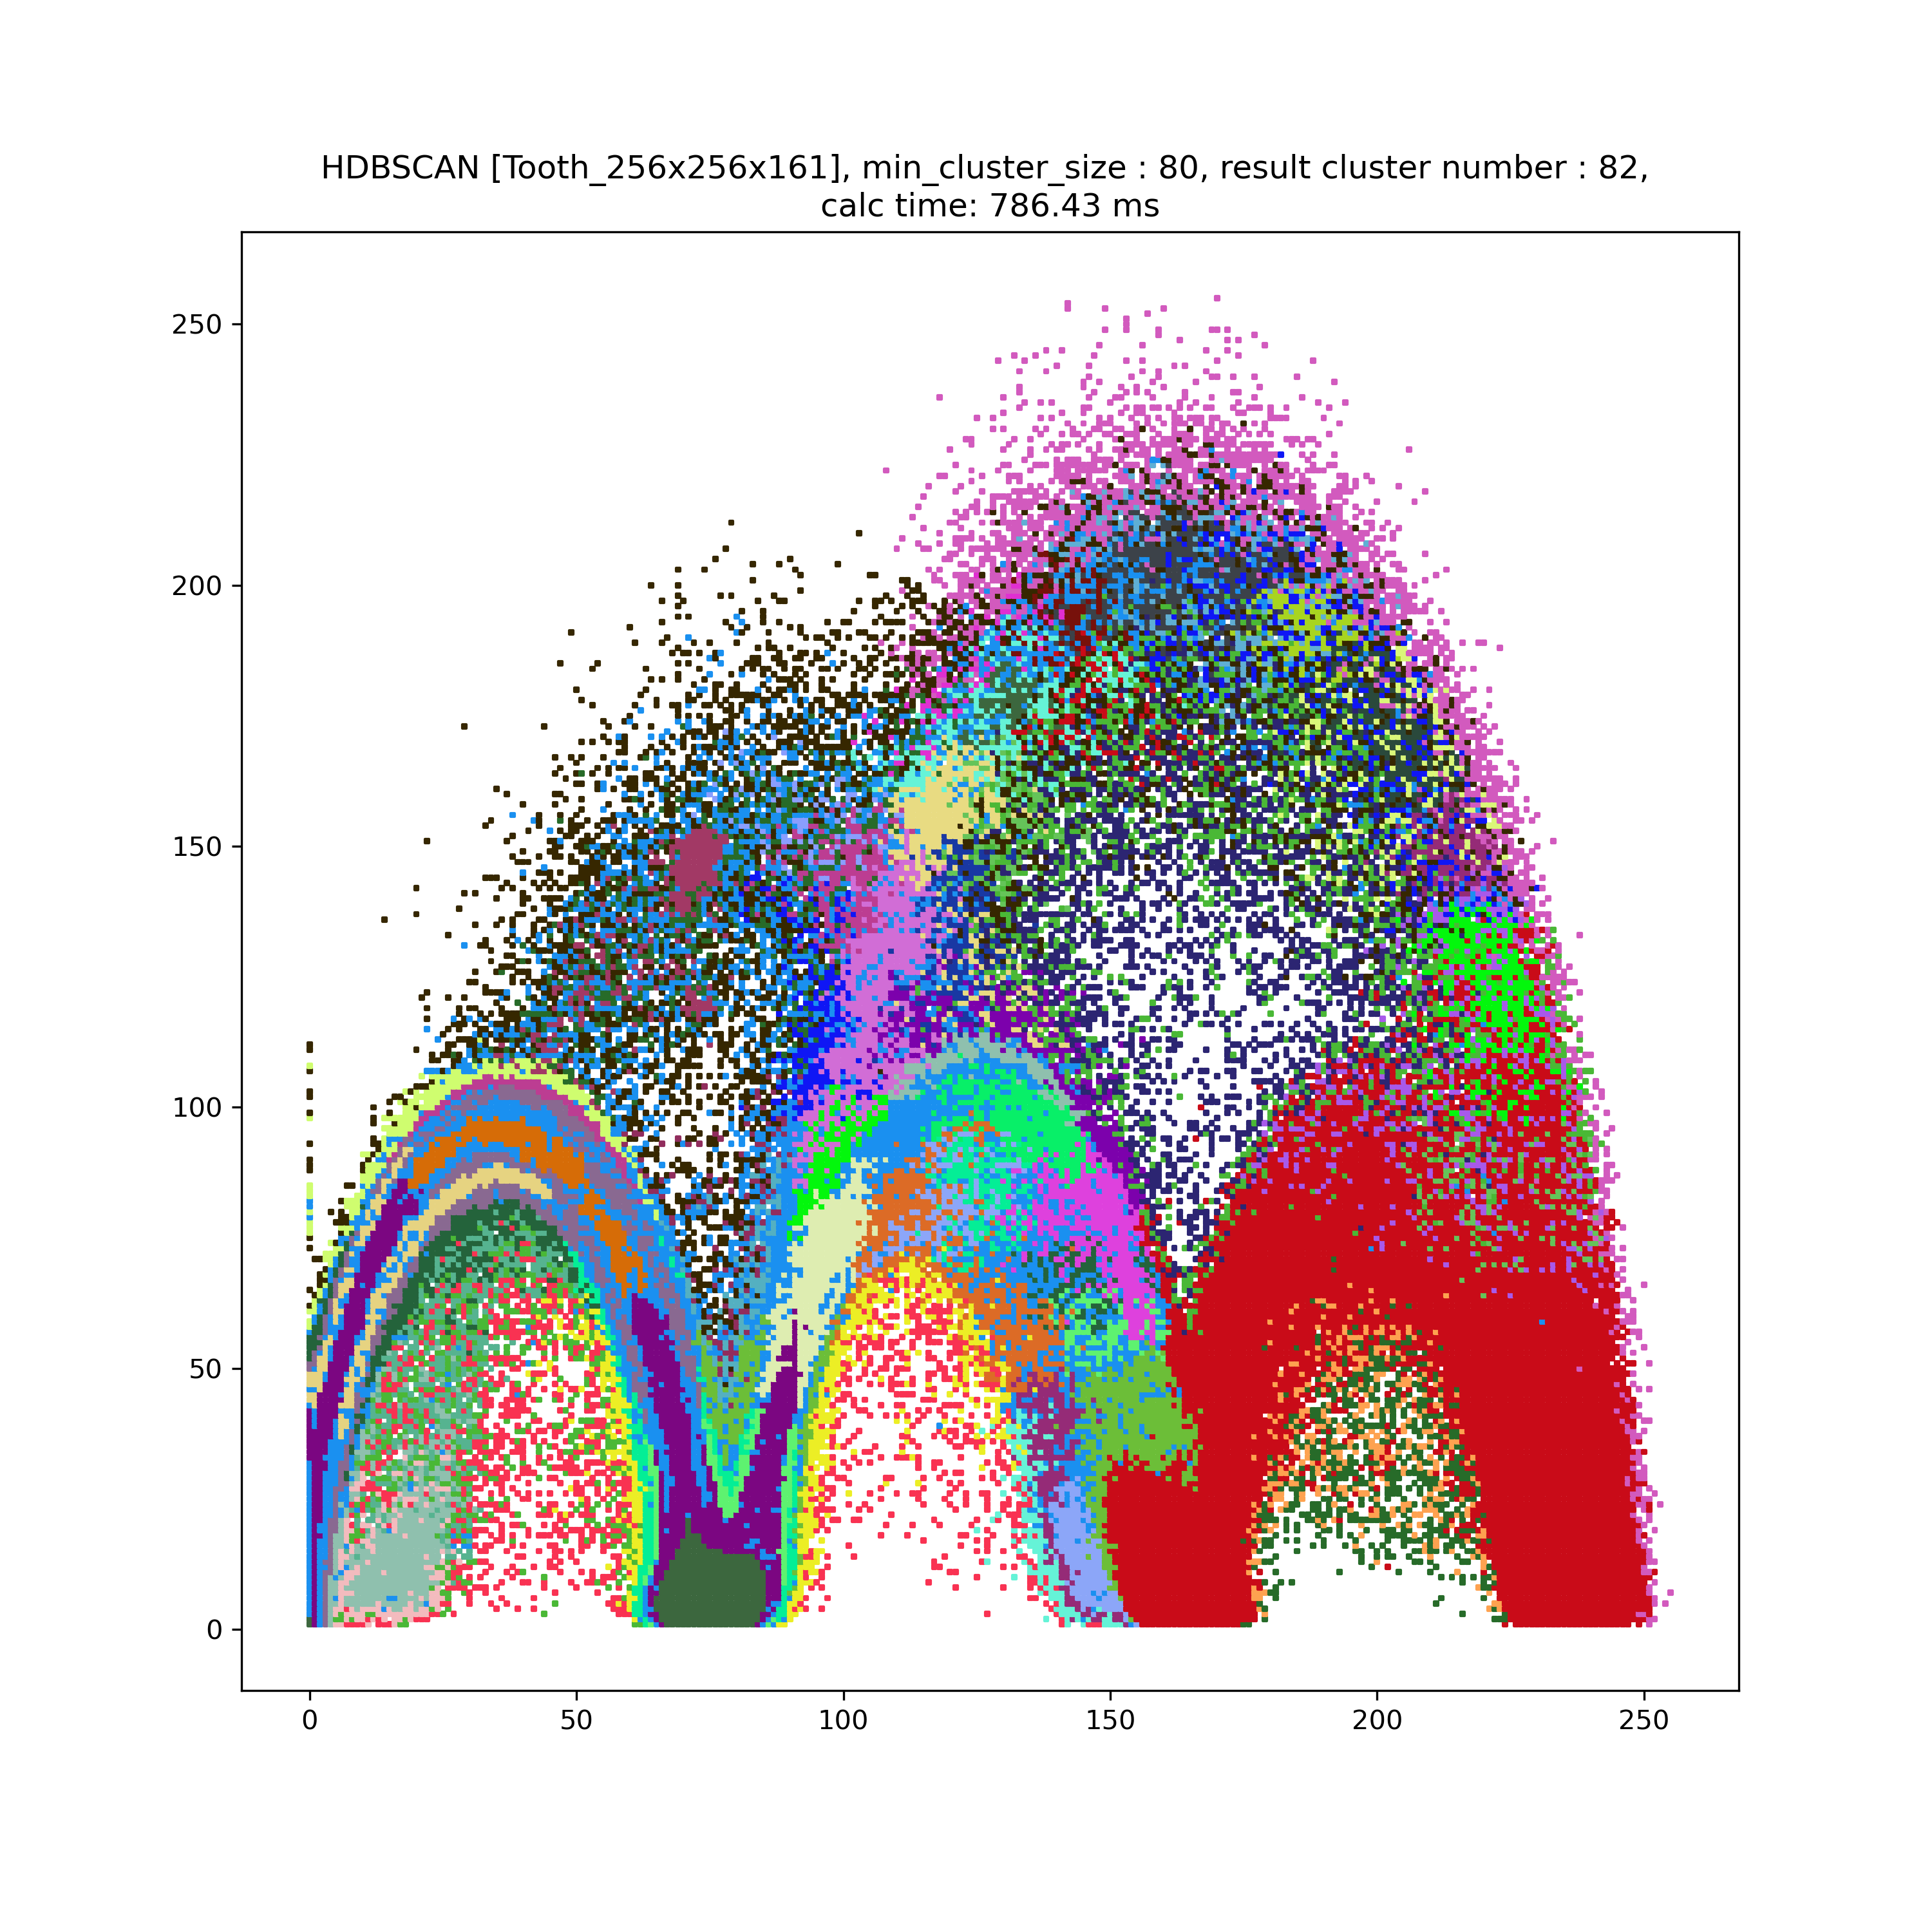 HDBSCAN [Tooth_256x256x161], min_cluster_size : 80, result cluster number : 82,
calc time: 786.43 ms
250
200
150
100
50
0
0 50 100 150 200 250